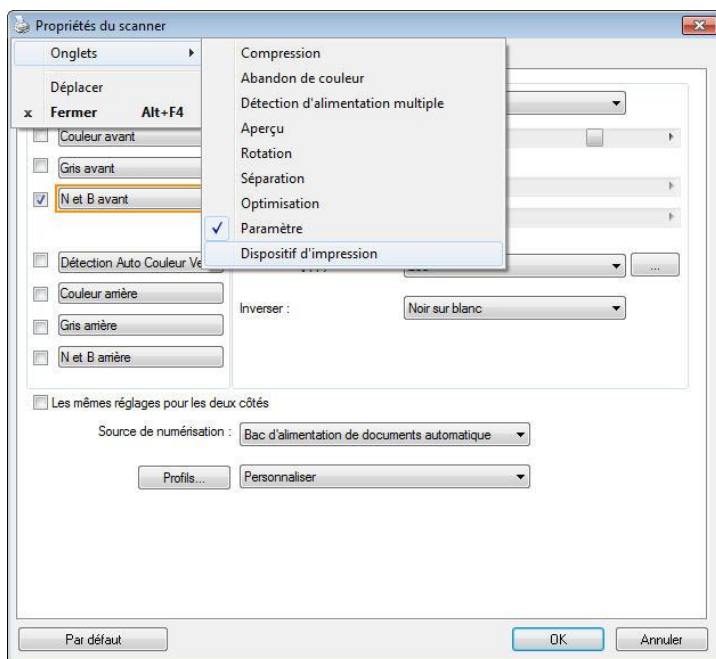 Propriétés du scanner
Onglets
Déplacer
x Fermer Alt+F4
Compression
Abandon de couleur
Détection d'alimentation multiple
Aperçu
Rotation
Séparation
Optimisation
Paramètre
Dispositif d'impression
Couleur avant
Gris avant
N et B avant
Détection Auto Couleur
Couleur arrière
Gris arrière
N et B arrière
Inverser :
Noir sur blanc
...
Les mêmes réglages pour les deux côtés
Source de numérisation :
Bac d'alimentation de documents automatique
Profils...
Personnaliser
Par défaut
OK
Annuler